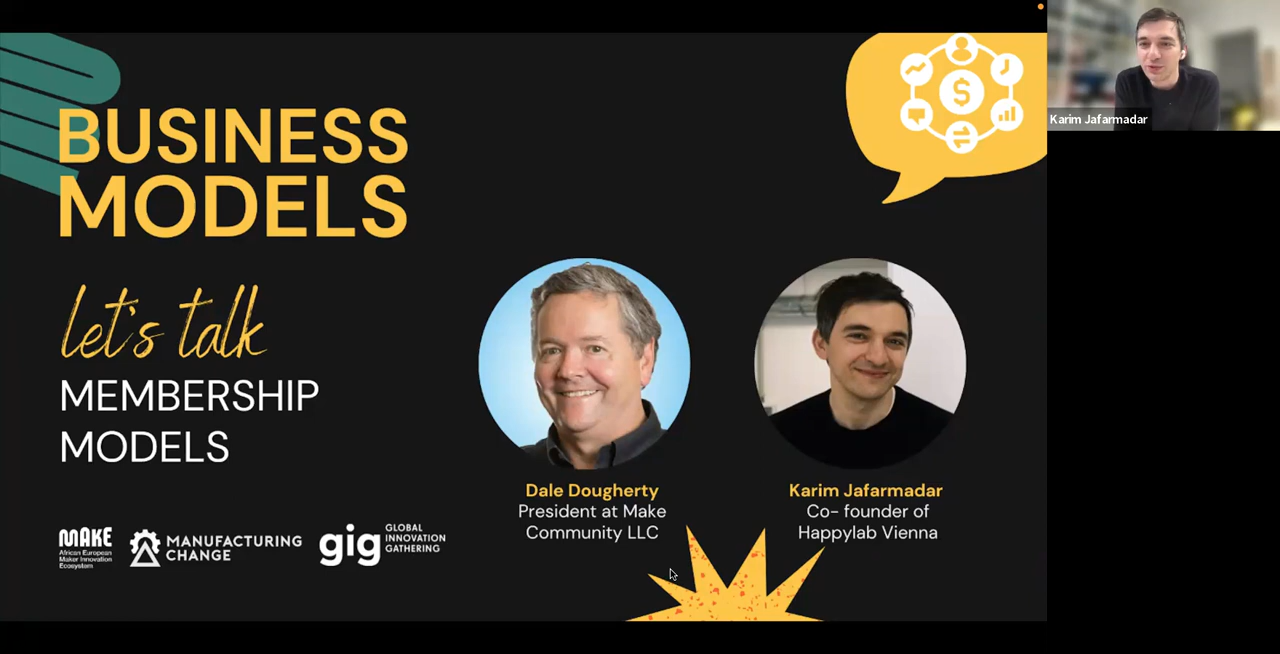 BUSINESS
MODELS
let's talk
MEMBERSHIP
MODELS
$
Dale Dougherty
President at Make
Community LLC
Karim Jafarmadar
Co- founder of
Happylab Vienna
MAKE
African European
Maker Innovation
Ecosystem
MANUFACTURING
CHANGE
gig
GLOBAL
INNOVATION
GATHERING
Karim Jafarmadar